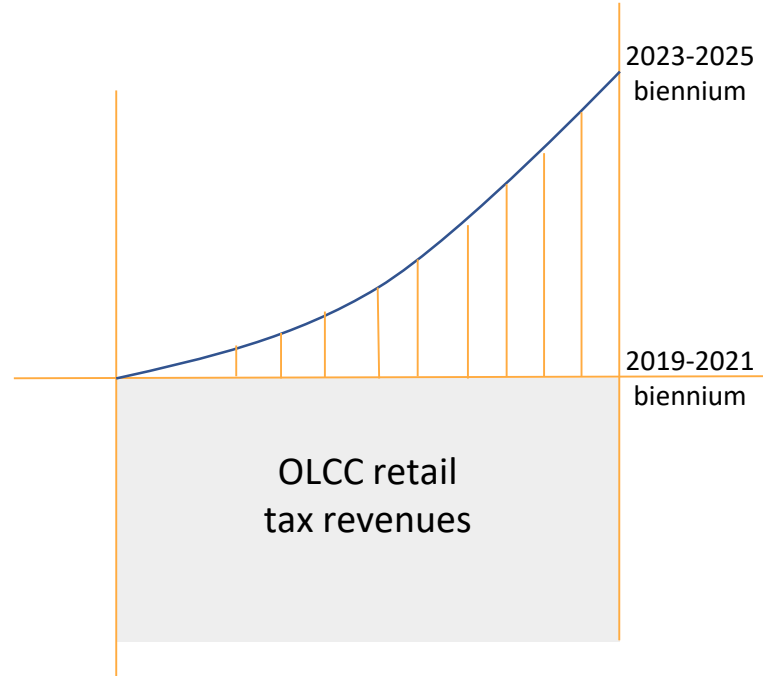 2023-2025
biennium
2019-2021
biennium
OLCC retail
tax revenues